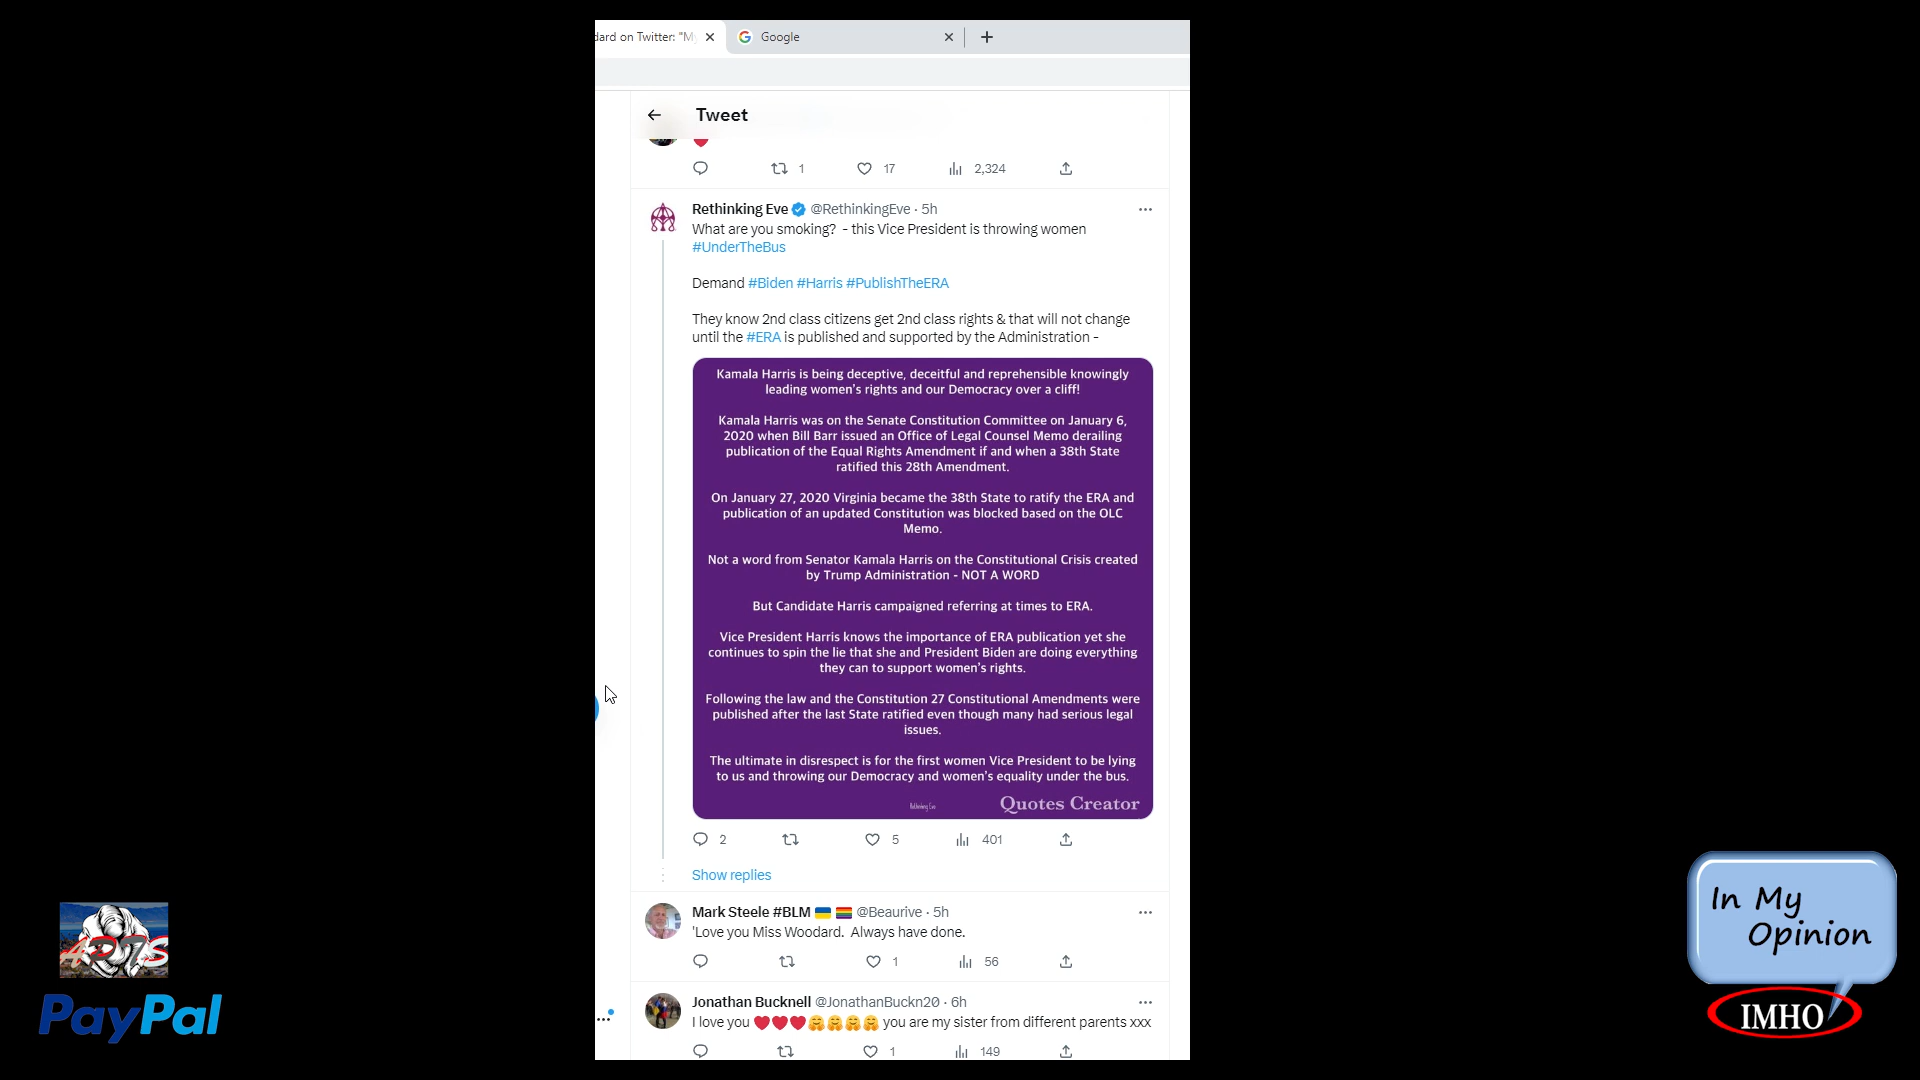 dard on Twitter: "My
Google
Tweet
1 17 2,324
Rethinking Eve @RethinkingEve · 5h
What are you smoking? - this Vice President is throwing women
#UnderTheBus
Demand #Biden #Harris #PublishTheERA
They know 2nd class citizens get 2nd class rights & that will not change
until the #ERA is published and supported by the Administration -
Kamala Harris is being deceptive, deceitful and reprehensible knowingly
leading women's rights and our Democracy over a cliff!
Kamala Harris was on the Senate Constitution Committee on January 6,
2020 when Bill Barr issued an Office of Legal Counsel Memo derailing
publication of the Equal Rights Amendment if and when a 38th State
ratified this 28th Amendment.
On January 27, 2020 Virginia became the 38th State to ratify the ERA and
publication of an updated Constitution was blocked based on the OLC
Memo.
Not a word from Senator Kamala Harris on the Constitutional Crisis created
by Trump Administration - NOT A WORD
But Candidate Harris campaigned referring at times to ERA.
Vice President Harris knows the importance of ERA publication yet she
continues to spin the lie that she and President Biden are doing everything
they can to support women's rights.
Following the law and the Constitution 27 Constitutional Amendments were
published after the last State ratified even though many had serious legal
issues.
The ultimate in disrespect is for the first women Vice President to be lying
to us and throwing our Democracy and women's equality under the bus.
Rethinking Eve
Quotes Creator
2 5 401
Show replies
Mark Steele #BLM @Beaurive · 5h
'Love you Miss Woodard. Always have done.
1 56
Jonathan Bucknell @JonathanBuckn20 · 6h
I love you ❤️❤️❤️🤗🤗🤗🤗 you are my sister from different parents xxx
1 149
PayPal
In My
Opinion
IMHO